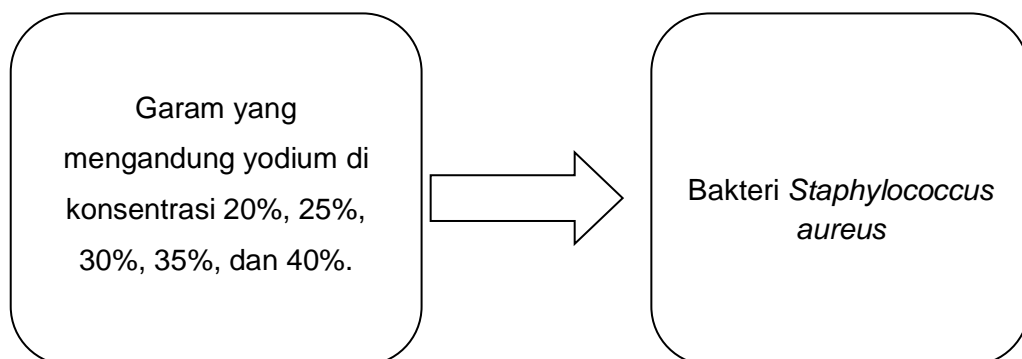 Garam yang
mengandung yodium di
konsentrasi 20%, 25%,
30%, 35%, dan 40%.
Bakteri Staphylococcus
aureus